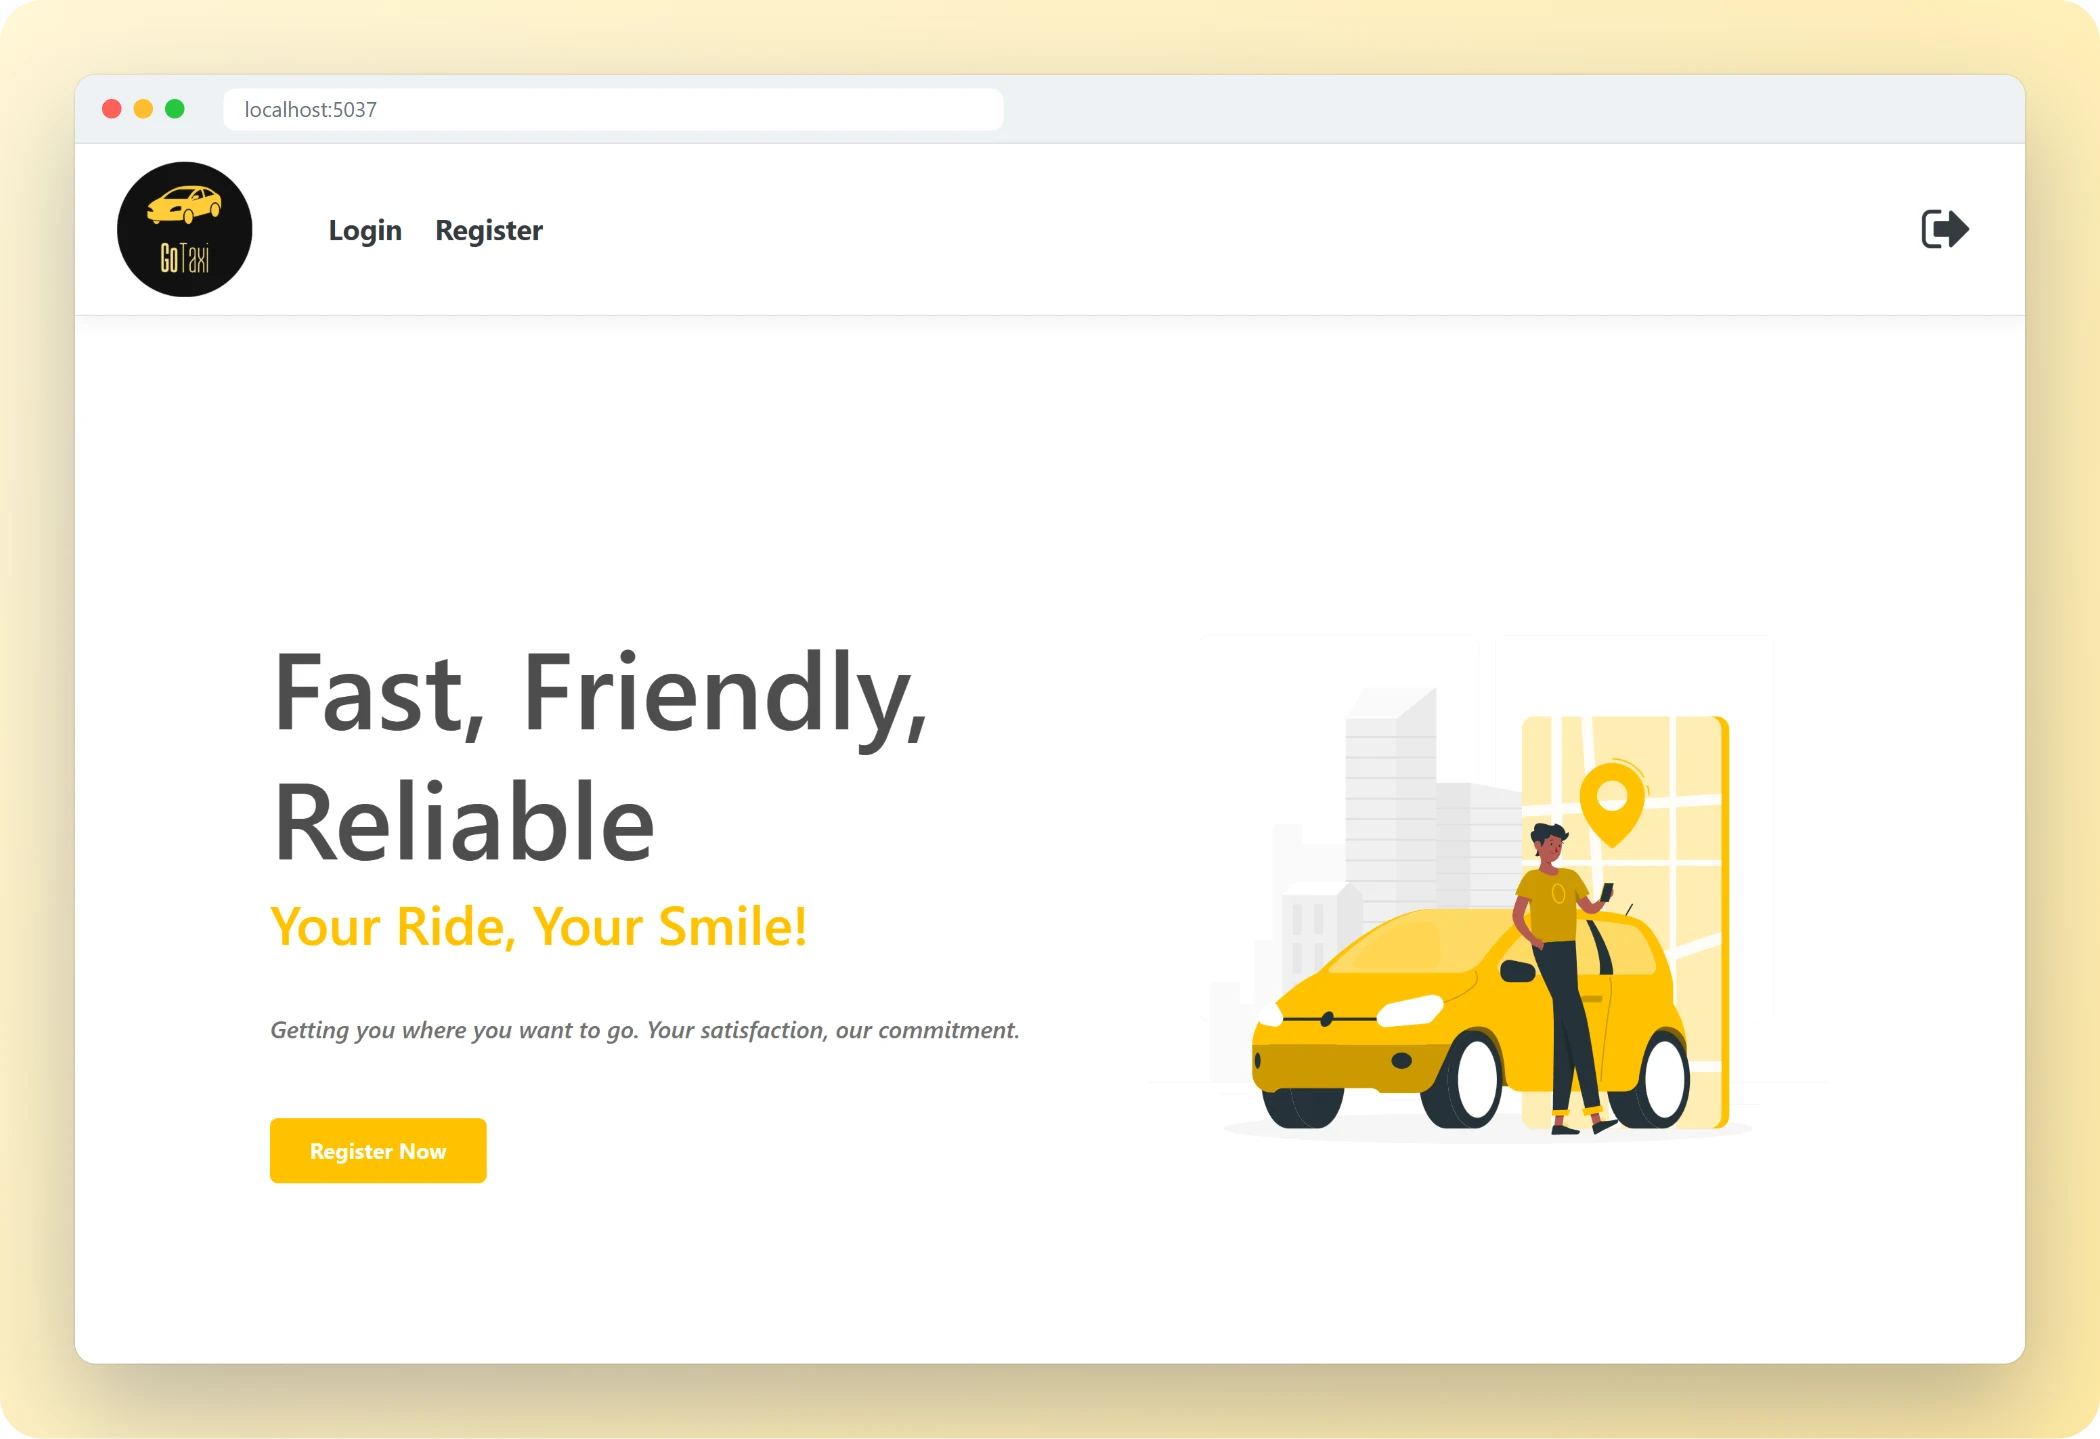 localhost:5037
GoTaxi
Login Register
Fast, Friendly,
Reliable
Your Ride, Your Smile!
Getting you where you want to go. Your satisfaction, our commitment.
Register Now